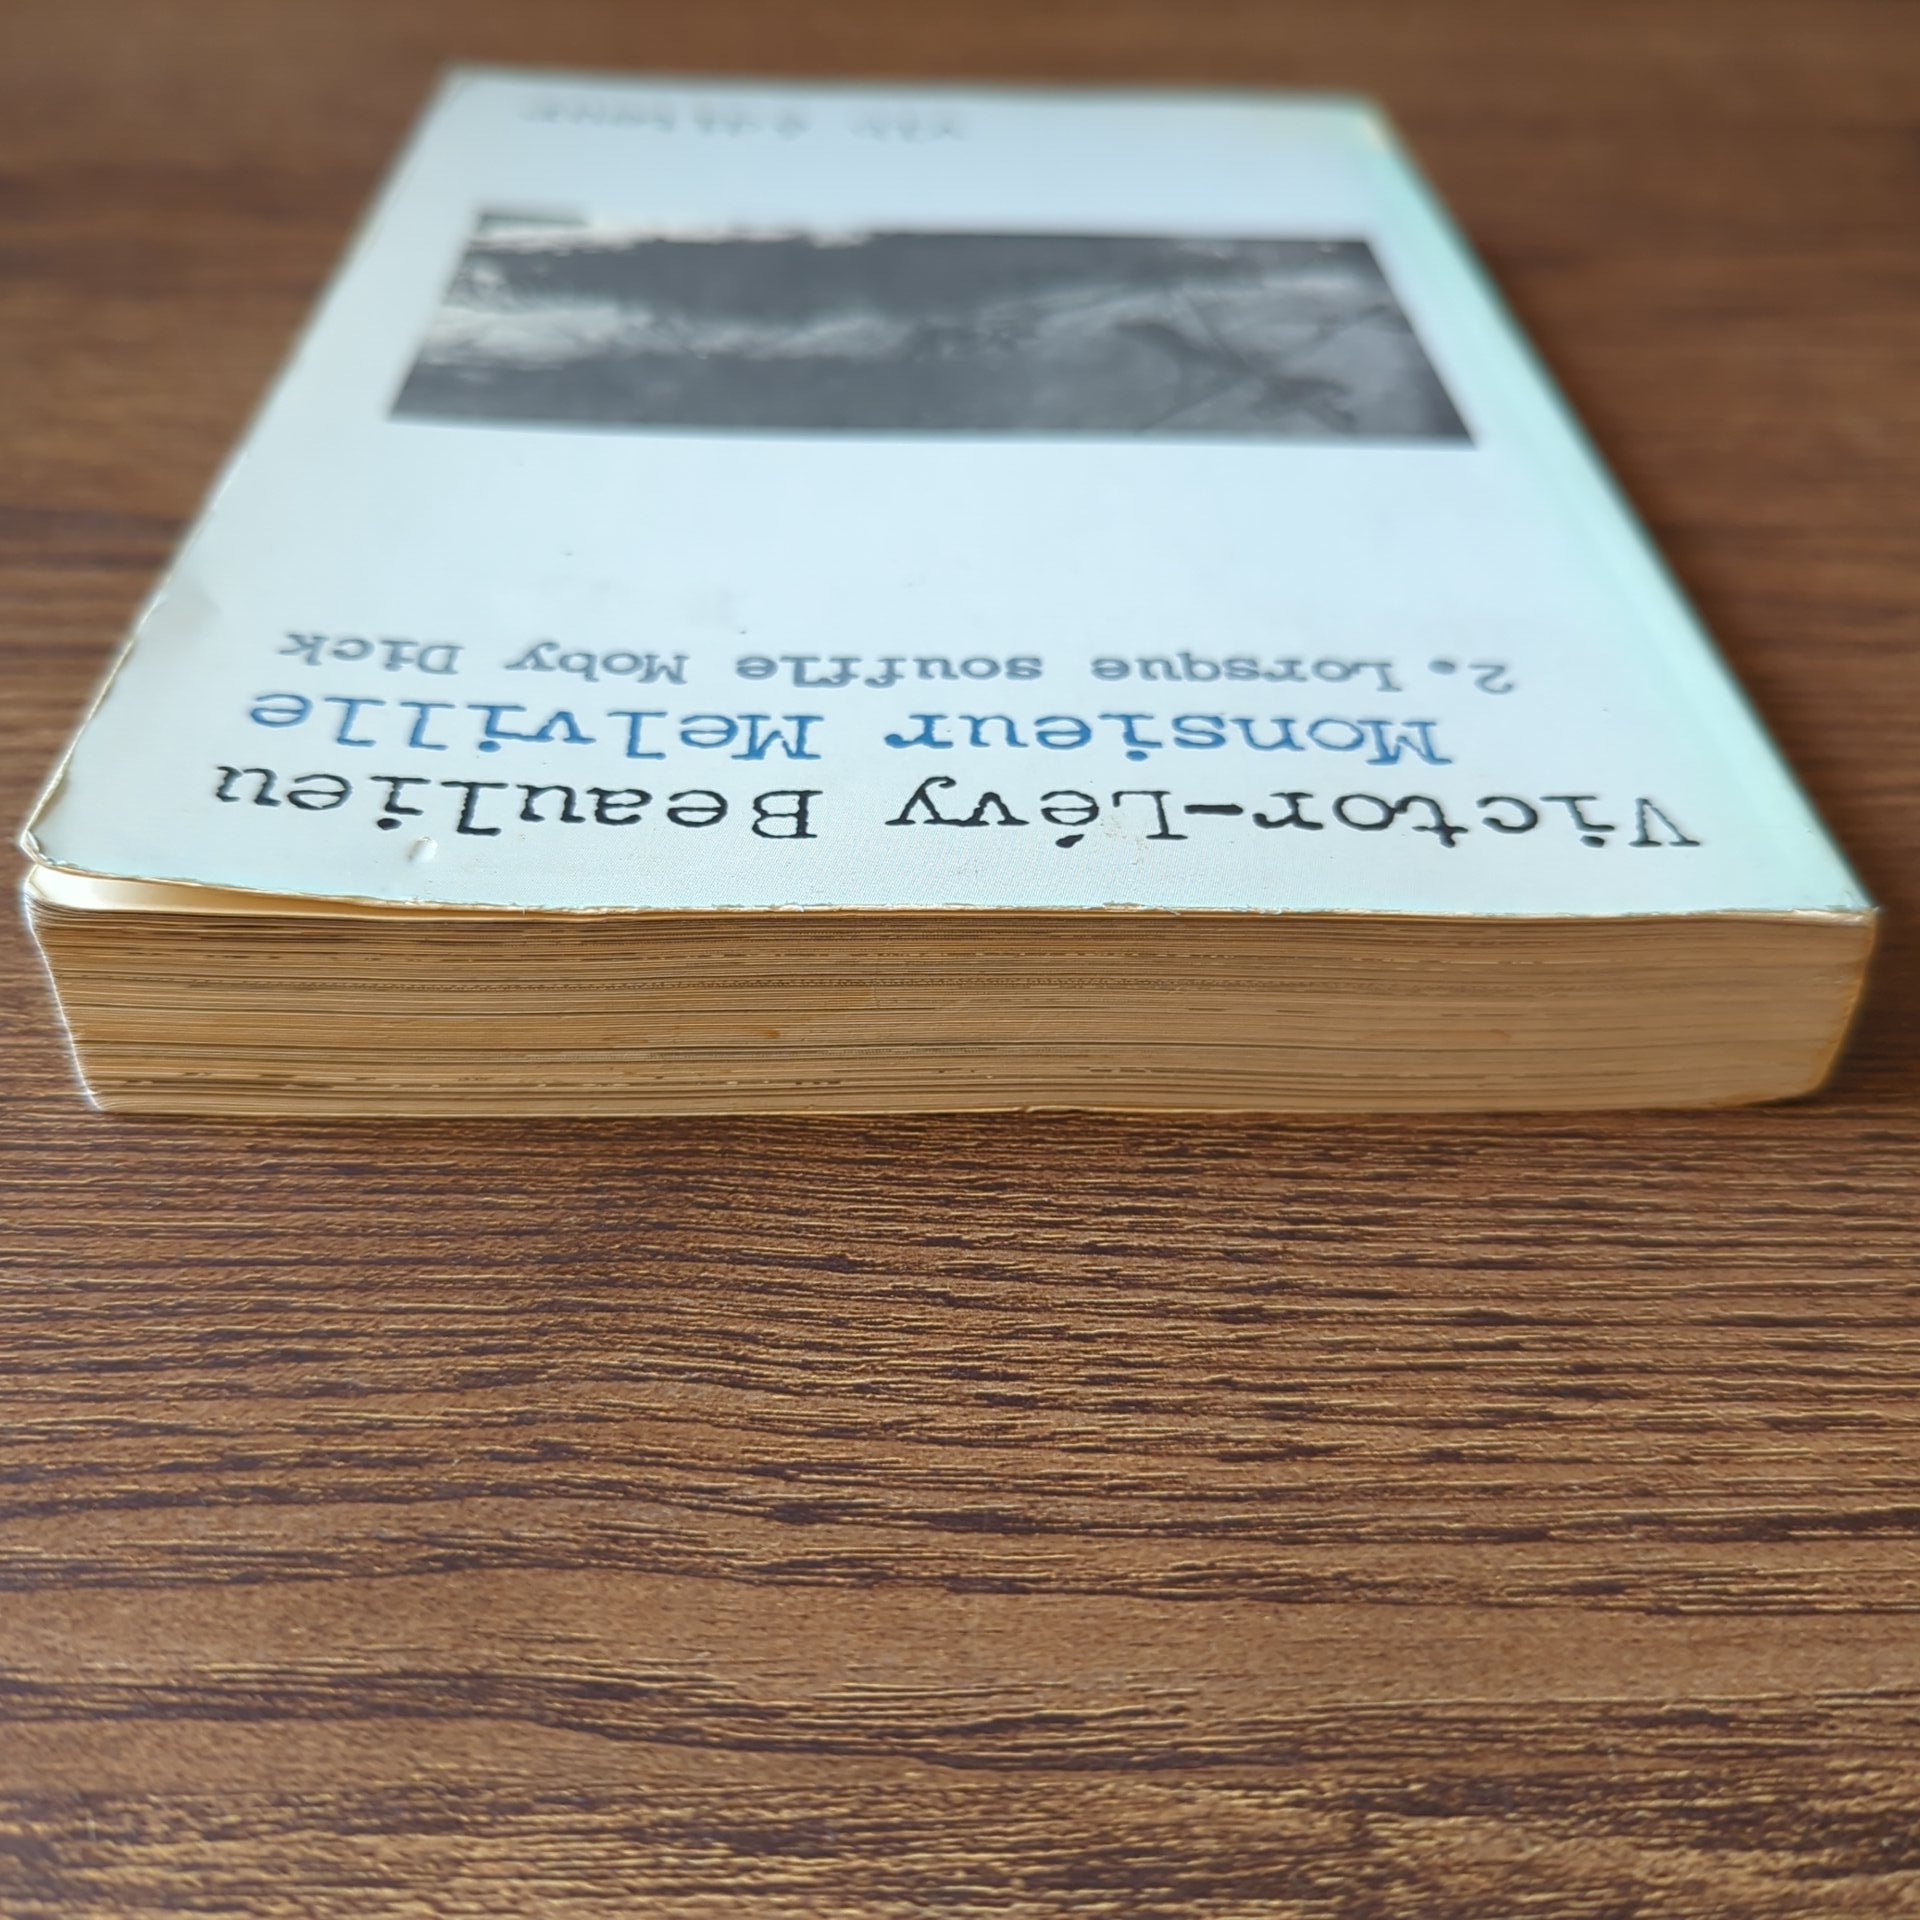 Victor-Lévy Beaulieu
Monsieur Melville
2. Lorsque souffle Moby Dick